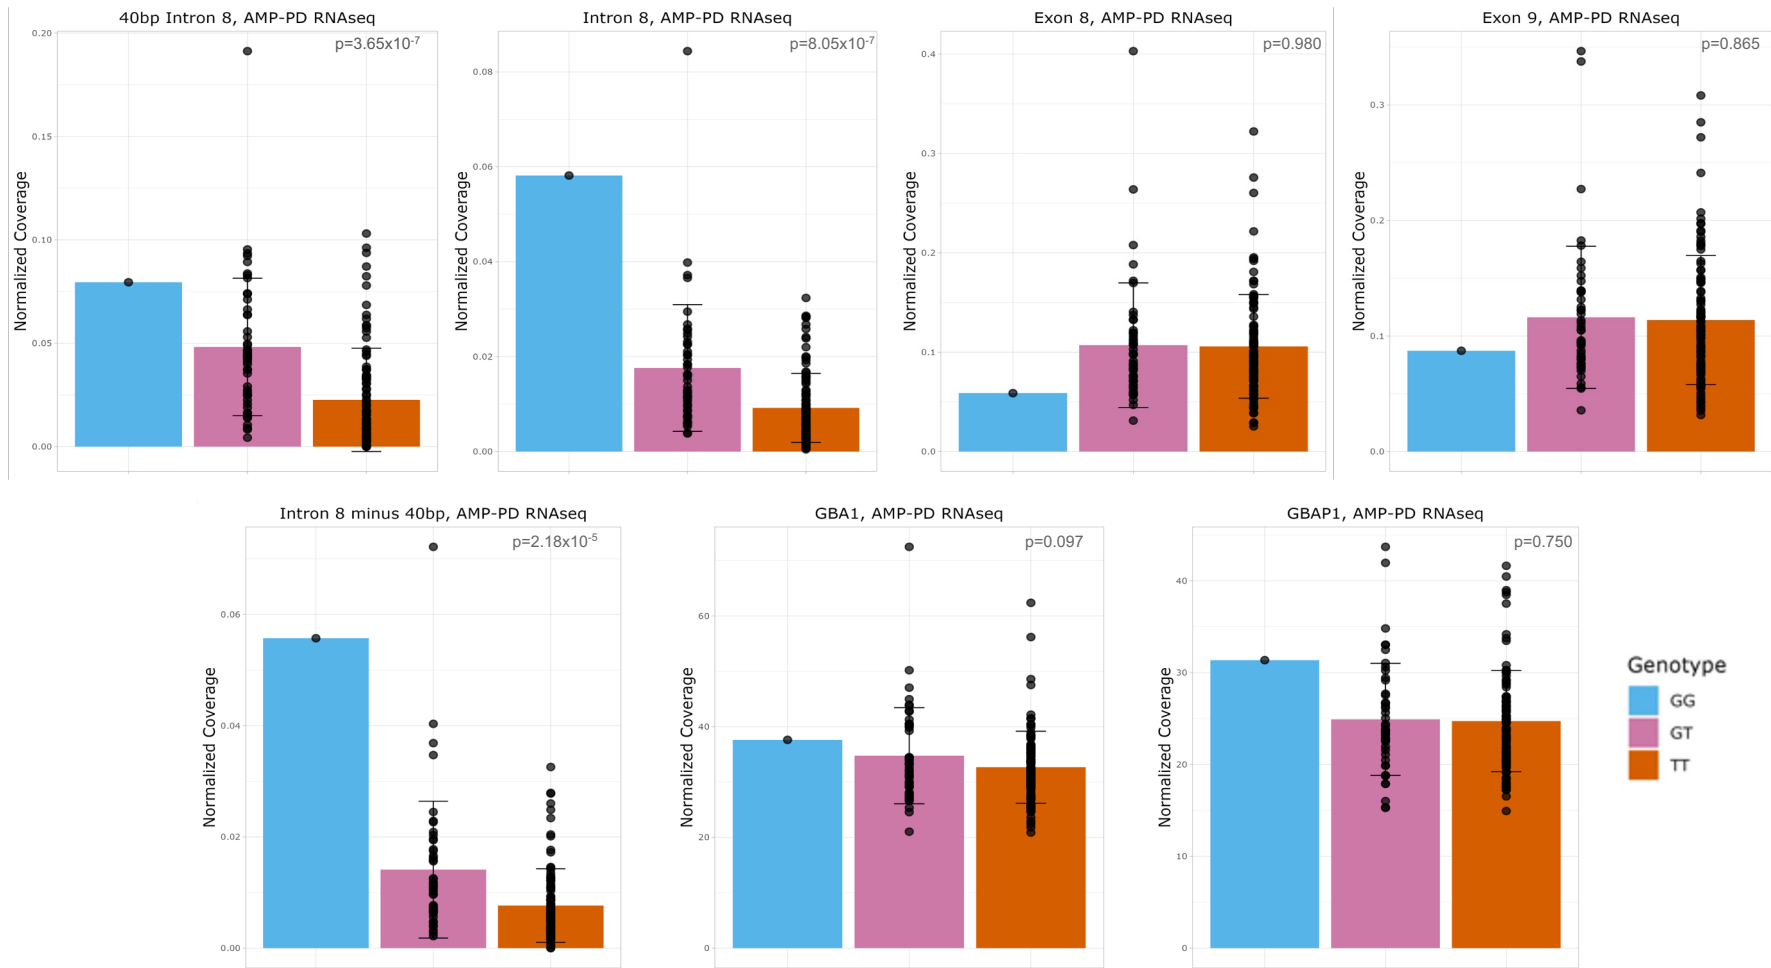 40bp Intron 8, AMP-PD RNAseq
p=3.65x10-7
Normalized Coverage
0.20
0.15
0.10
0.05
0.00
Intron 8, AMP-PD RNAseq
p=8.05x10-7
Normalized Coverage
0.08
0.06
0.04
0.02
0.00
Exon 8, AMP-PD RNAseq
p=0.980
Normalized Coverage
0.4
0.3
0.2
0.1
0.0
Exon 9, AMP-PD RNAseq
p=0.865
Normalized Coverage
0.3
0.2
0.1
0.0
Intron 8 minus 40bp, AMP-PD RNAseq
p=2.18x10-5
Normalized Coverage
0.06
0.04
0.02
0.00
GBA1, AMP-PD RNAseq
p=0.097
Normalized Coverage
60
40
20
0
GBAP1, AMP-PD RNAseq
p=0.750
Normalized Coverage
40
30
20
10
0
Genotype
GG
GT
TT